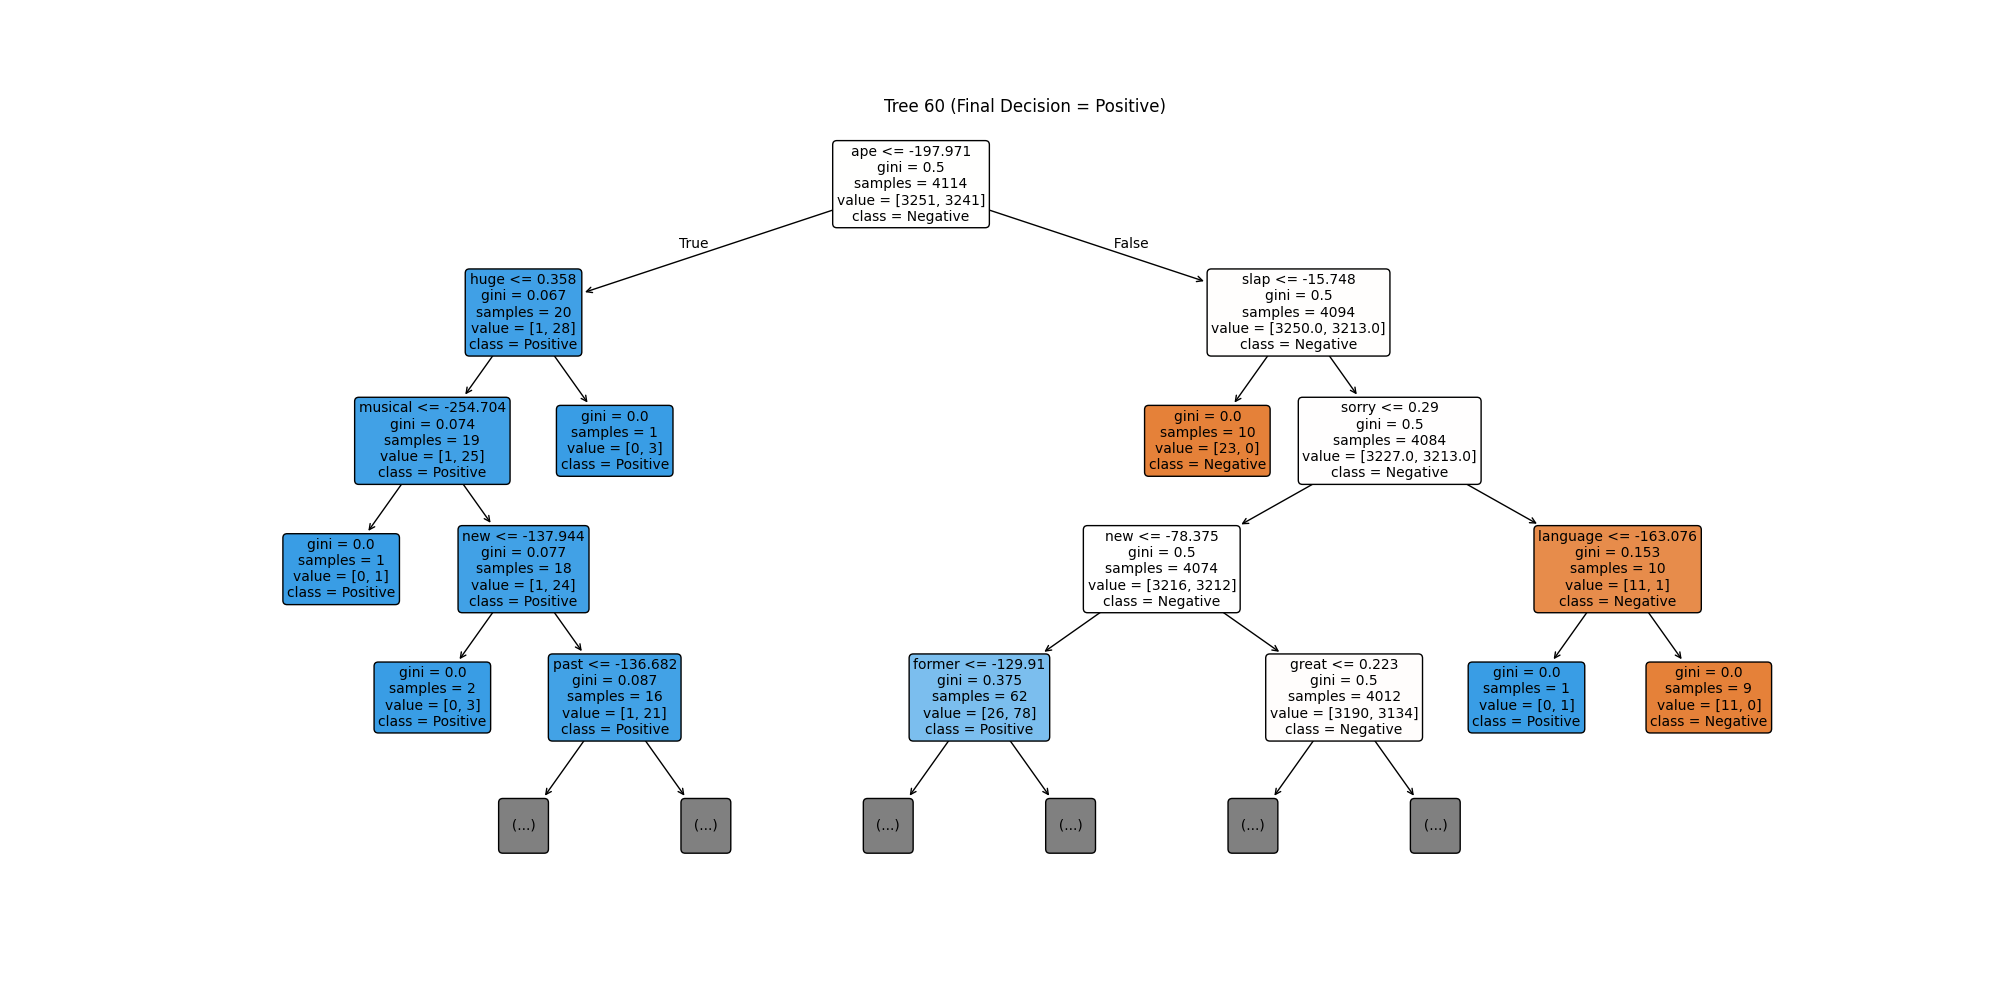 Tree 60 (Final Decision = Positive)
ape <= -197.971
gini = 0.5
samples = 4114
value = [3251, 3241]
class = Negative
True
False
huge <= 0.358
gini = 0.067
samples = 20
value = [1, 28]
class = Positive
slap <= -15.748
gini = 0.5
samples = 4094
value = [3250.0, 3213.0]
class = Negative
musical <= -254.704
gini = 0.074
samples = 19
value = [1, 25]
class = Positive
gini = 0.0
samples = 1
value = [0, 3]
class = Positive
gini = 0.0
samples = 10
value = [23, 0]
class = Negative
sorry <= 0.29
gini = 0.5
samples = 4084
value = [3227.0, 3213.0]
class = Negative
gini = 0.0
samples = 1
value = [0, 1]
class = Positive
new <= -137.944
gini = 0.077
samples = 18
value = [1, 24]
class = Positive
new <= -78.375
gini = 0.5
samples = 4074
value = [3216, 3212]
class = Negative
language <= -163.076
gini = 0.153
samples = 10
value = [11, 1]
class = Negative
gini = 0.0
samples = 2
value = [0, 3]
class = Positive
past <= -136.682
gini = 0.087
samples = 16
value = [1, 21]
class = Positive
former <= -129.91
gini = 0.375
samples = 62
value = [26, 78]
class = Positive
great <= 0.223
gini = 0.5
samples = 4012
value = [3190, 3134]
class = Negative
gini = 0.0
samples = 1
value = [0, 1]
class = Positive
gini = 0.0
samples = 9
value = [11, 0]
class = Negative
(...)
(...)
(...)
(...)
(...)
(...)